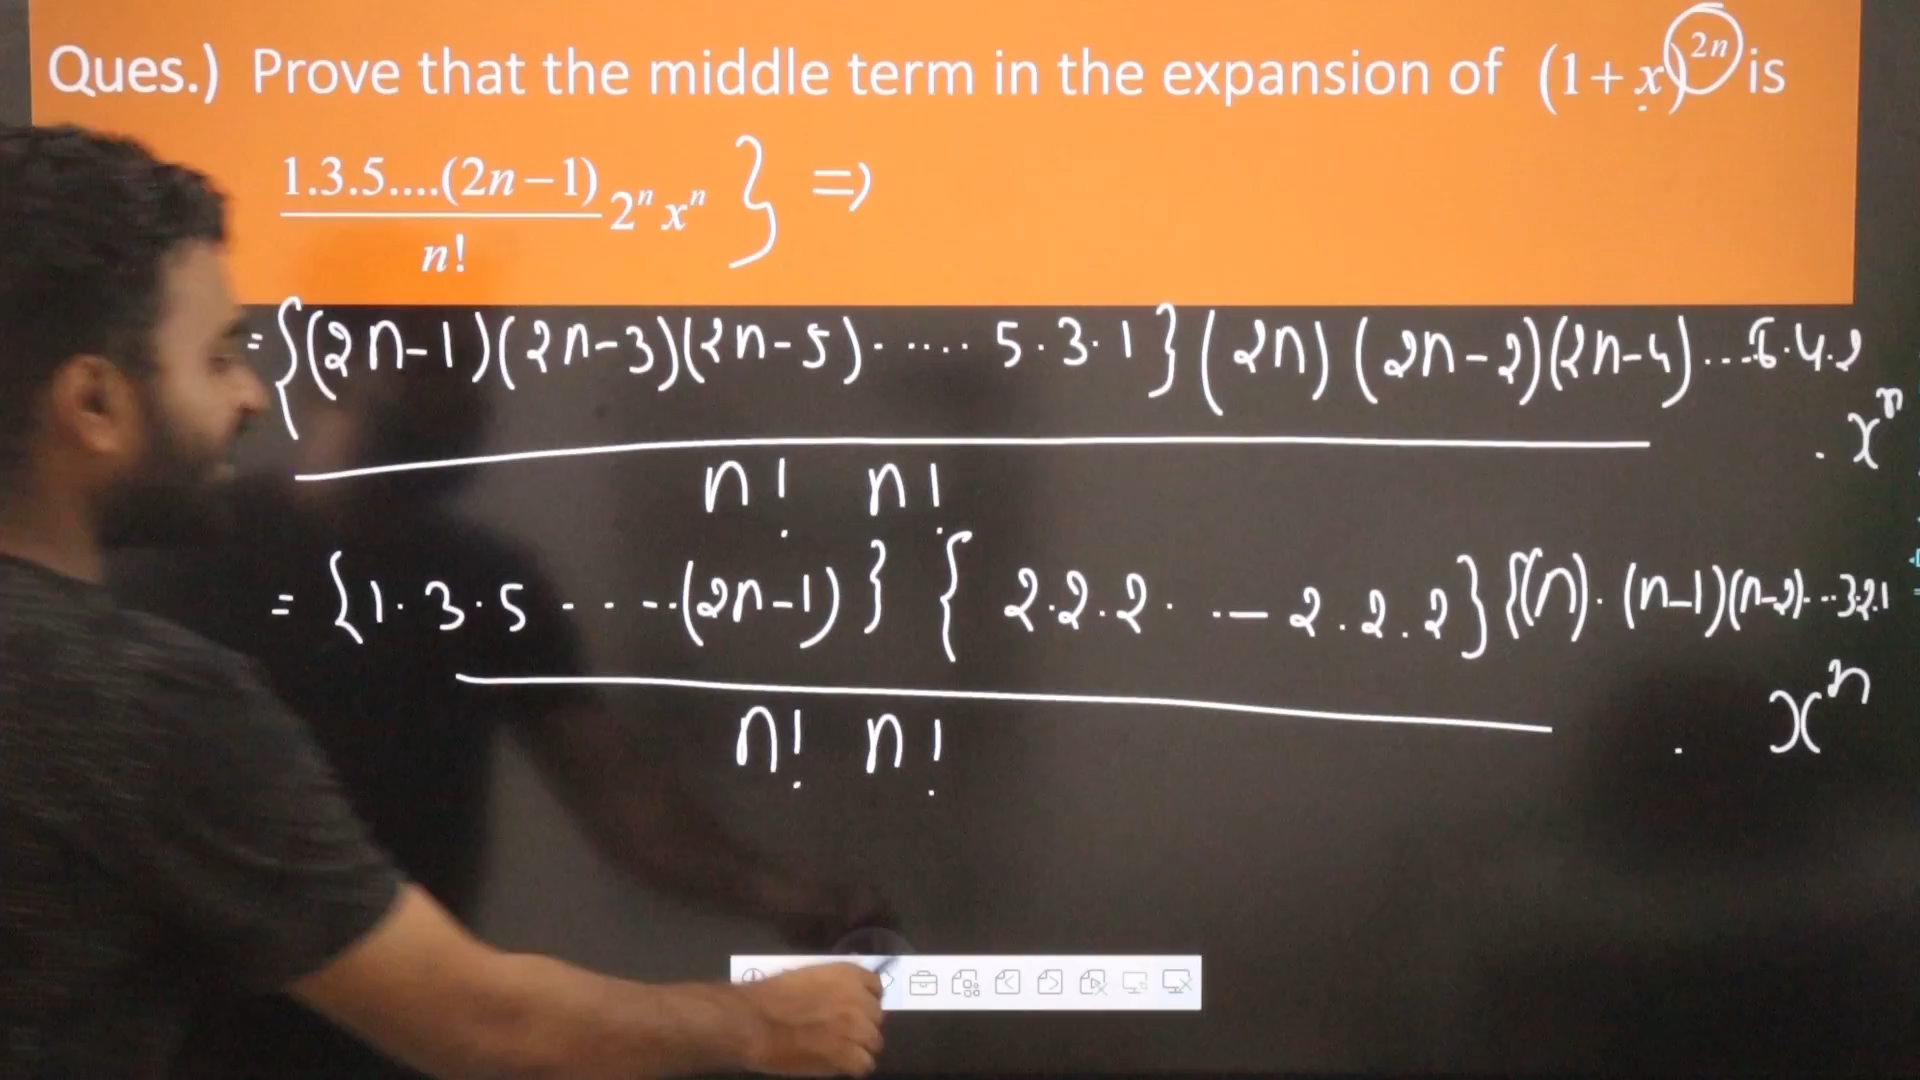 Ques.) Prove that the middle term in the expansion of (1+x)^2n is
1.3.5....(2n-1)/n! 2^n x^n } =>
= {(2n-1)(2n-3)(2n-5)..... 5.3.1} (2n)(2n-2)(2n-4)...6.4.2
. x^n
n! n!
= {1.3.5.....(2n-1)} {2.2.2....2.2.2} {(n).(n-1)(n-2)...3.2.1
n! n! . x^n